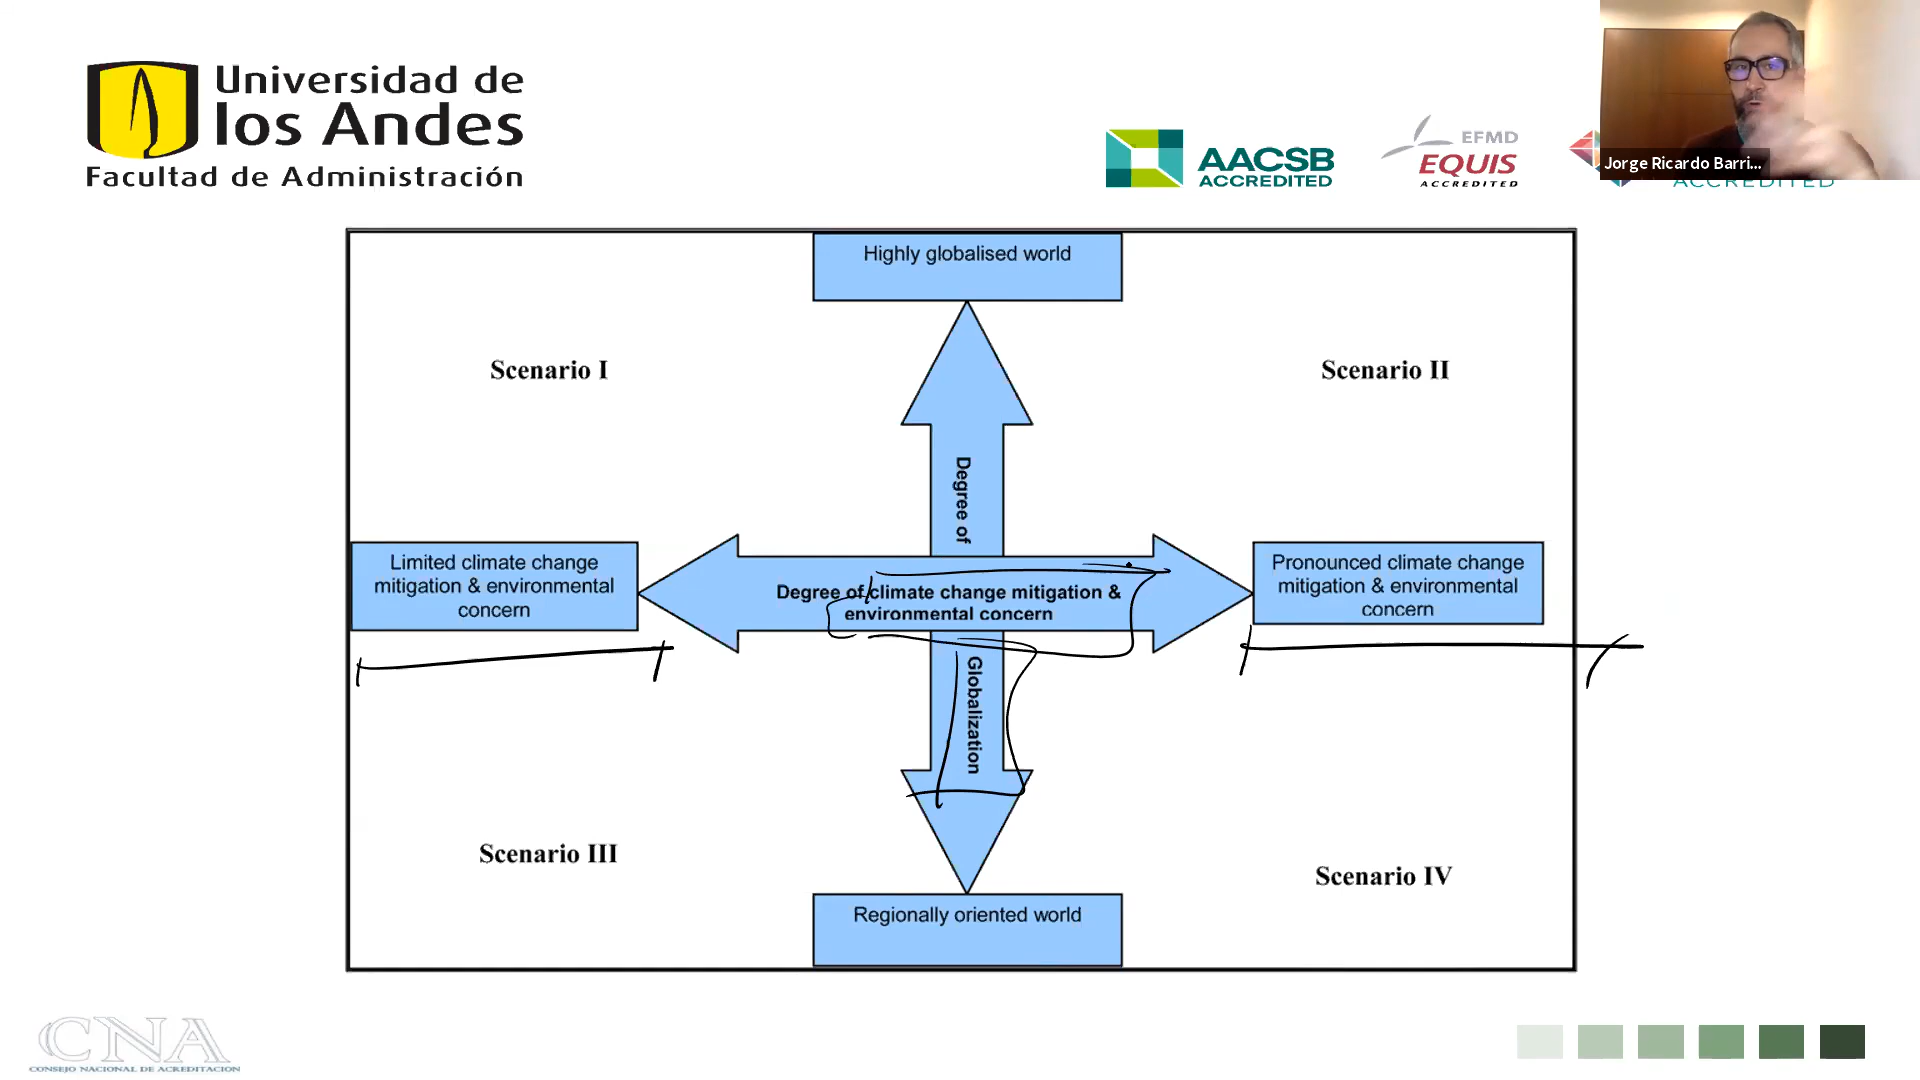 Universidad de
los Andes
Facultad de Administración
AACSB
ACCREDITED
EFMD
EQUIS
ACCREDITED
Jorge Ricardo Barri...
ACCREDITED
Highly globalised world
Scenario I
Scenario II
Degree of
Limited climate change
mitigation & environmental
concern
Degree of climate change mitigation &
environmental concern
Pronounced climate change
mitigation & environmental
concern
Globalization
Scenario III
Scenario IV
Regionally oriented world
CNA
CONSEJO NACIONAL DE ACREDITACION